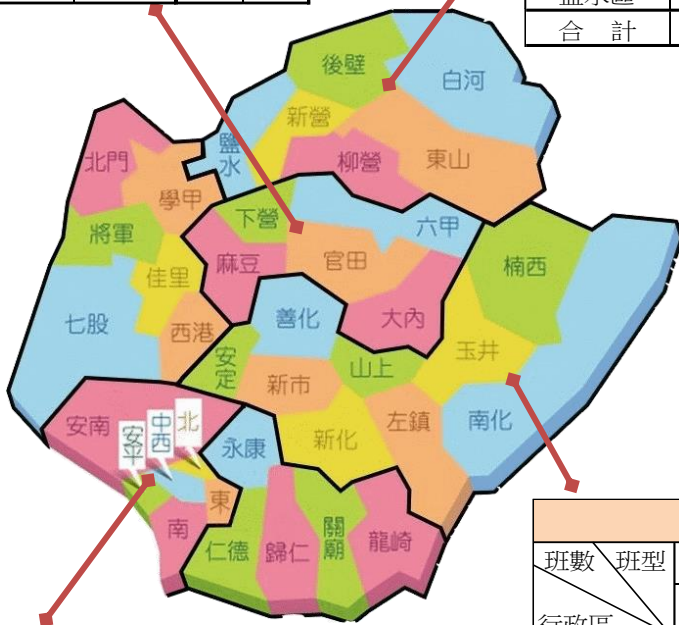 鹽水區
合 計
後壁
白河
新營
鹽水
柳營
東山
北門
學甲
下營
六甲
將軍
麻豆
官田
楠西
佳里
七股
西港
善化
大內
玉井
安定
山上
新市
安南
左鎮
南化
安平
中西
北
永康
新化
東
南
仁德
歸仁
關廟
龍崎
班數 班型
行政區